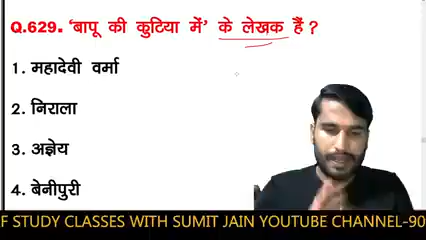 Q.629. ‘बापू की कुटिया में’ के लेखक हैं ?
1. महादेवी वर्मा
2. निराला
3. अज्ञेय
4. बेनीपुरी
F STUDY CLASSES WITH SUMIT JAIN YOUTUBE CHANNEL-90